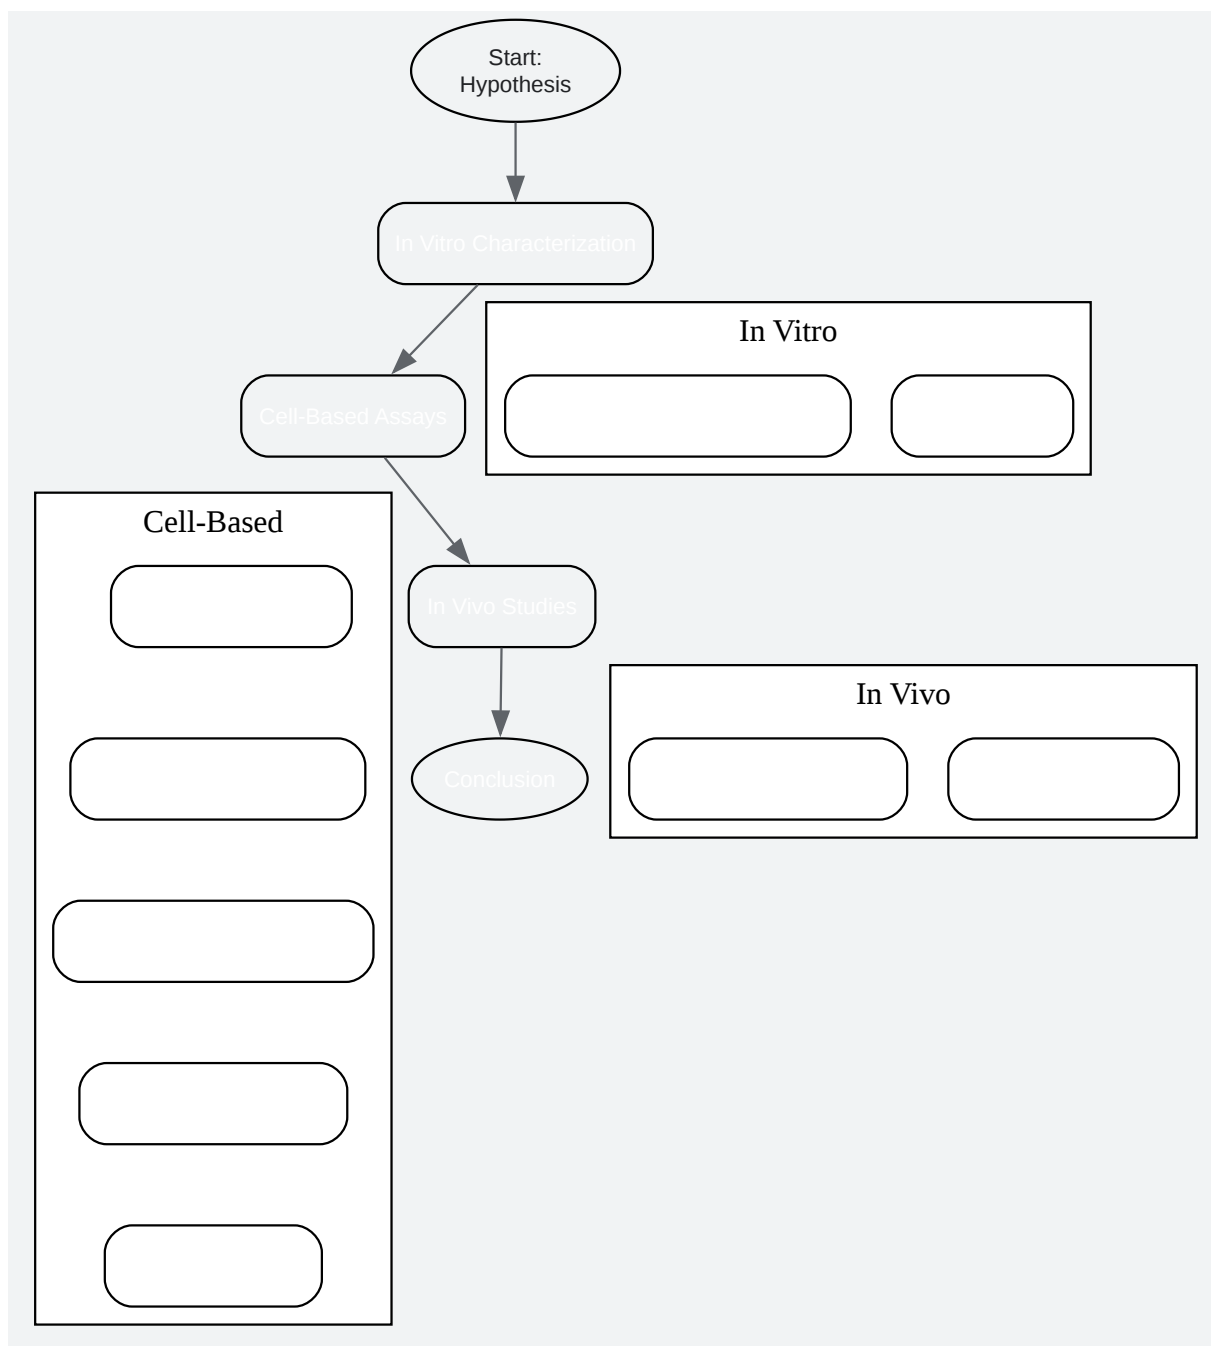 Start:
Hypothesis
In Vitro Characterization
In Vitro
Cell-Based Assays
Cell-Based
In Vivo Studies
In Vivo
Conclusion